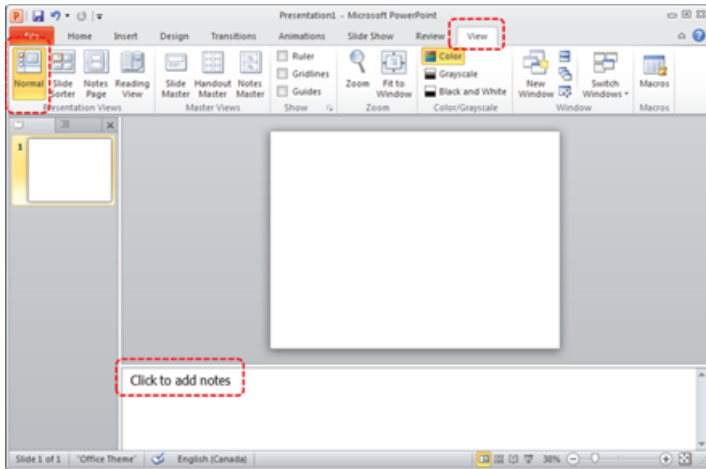 Presentation1 - Microsoft PowerPoint
File Home Insert Design Transitions Animations Slide Show Review View
Normal Slide Sorter Notes Page Reading View
Presentation Views
Slide Master Handout Master Notes Master
Master Views
Ruler
Gridlines
Guides
Show
Zoom Fit to Window
Zoom
Color
Grayscale
Black and White
Color/Grayscale
New Window Switch Windows
Window
Macros
Macros
1
Click to add notes
Slide 1 of 1 "Office Theme" English (Canada) 38%